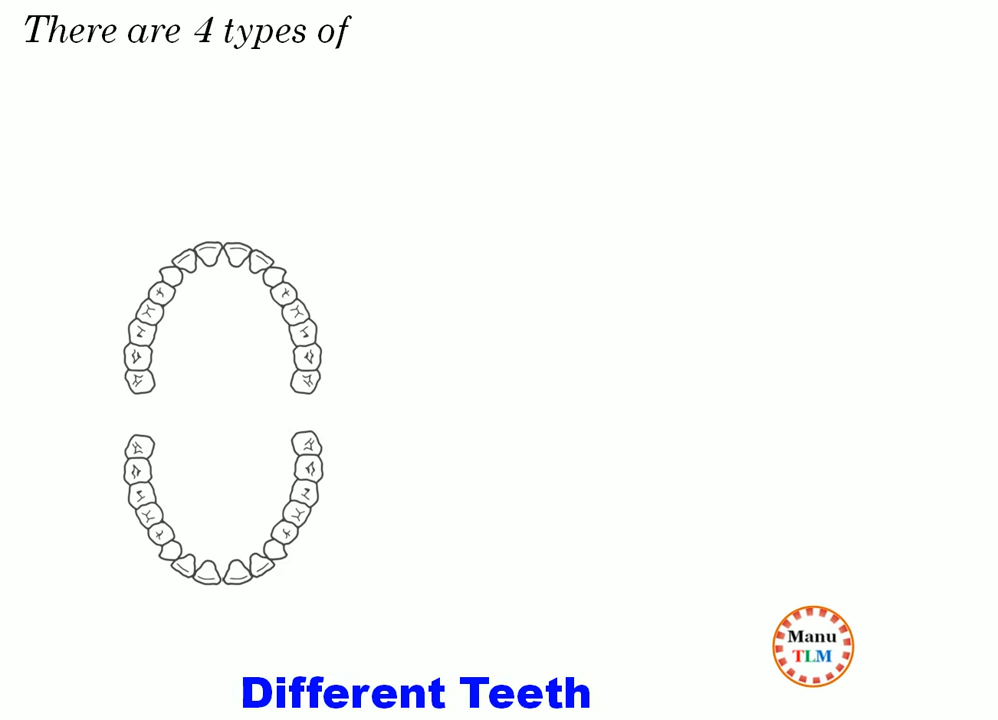 There are 4 types of
Manu
TLM
Different Teeth